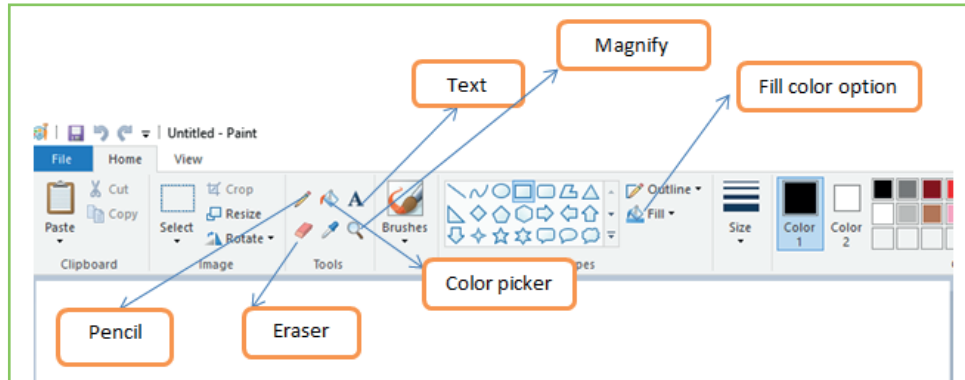 Magnify
Text
Fill color option
Untitled - Paint
File Home View
Cut
Copy
Paste
Clipboard
Crop
Resize
Rotate
Select
Image
A
Tools
Brushes
Outline
Fill
Size
Color 1
Color 2
Color picker
Pencil
Eraser